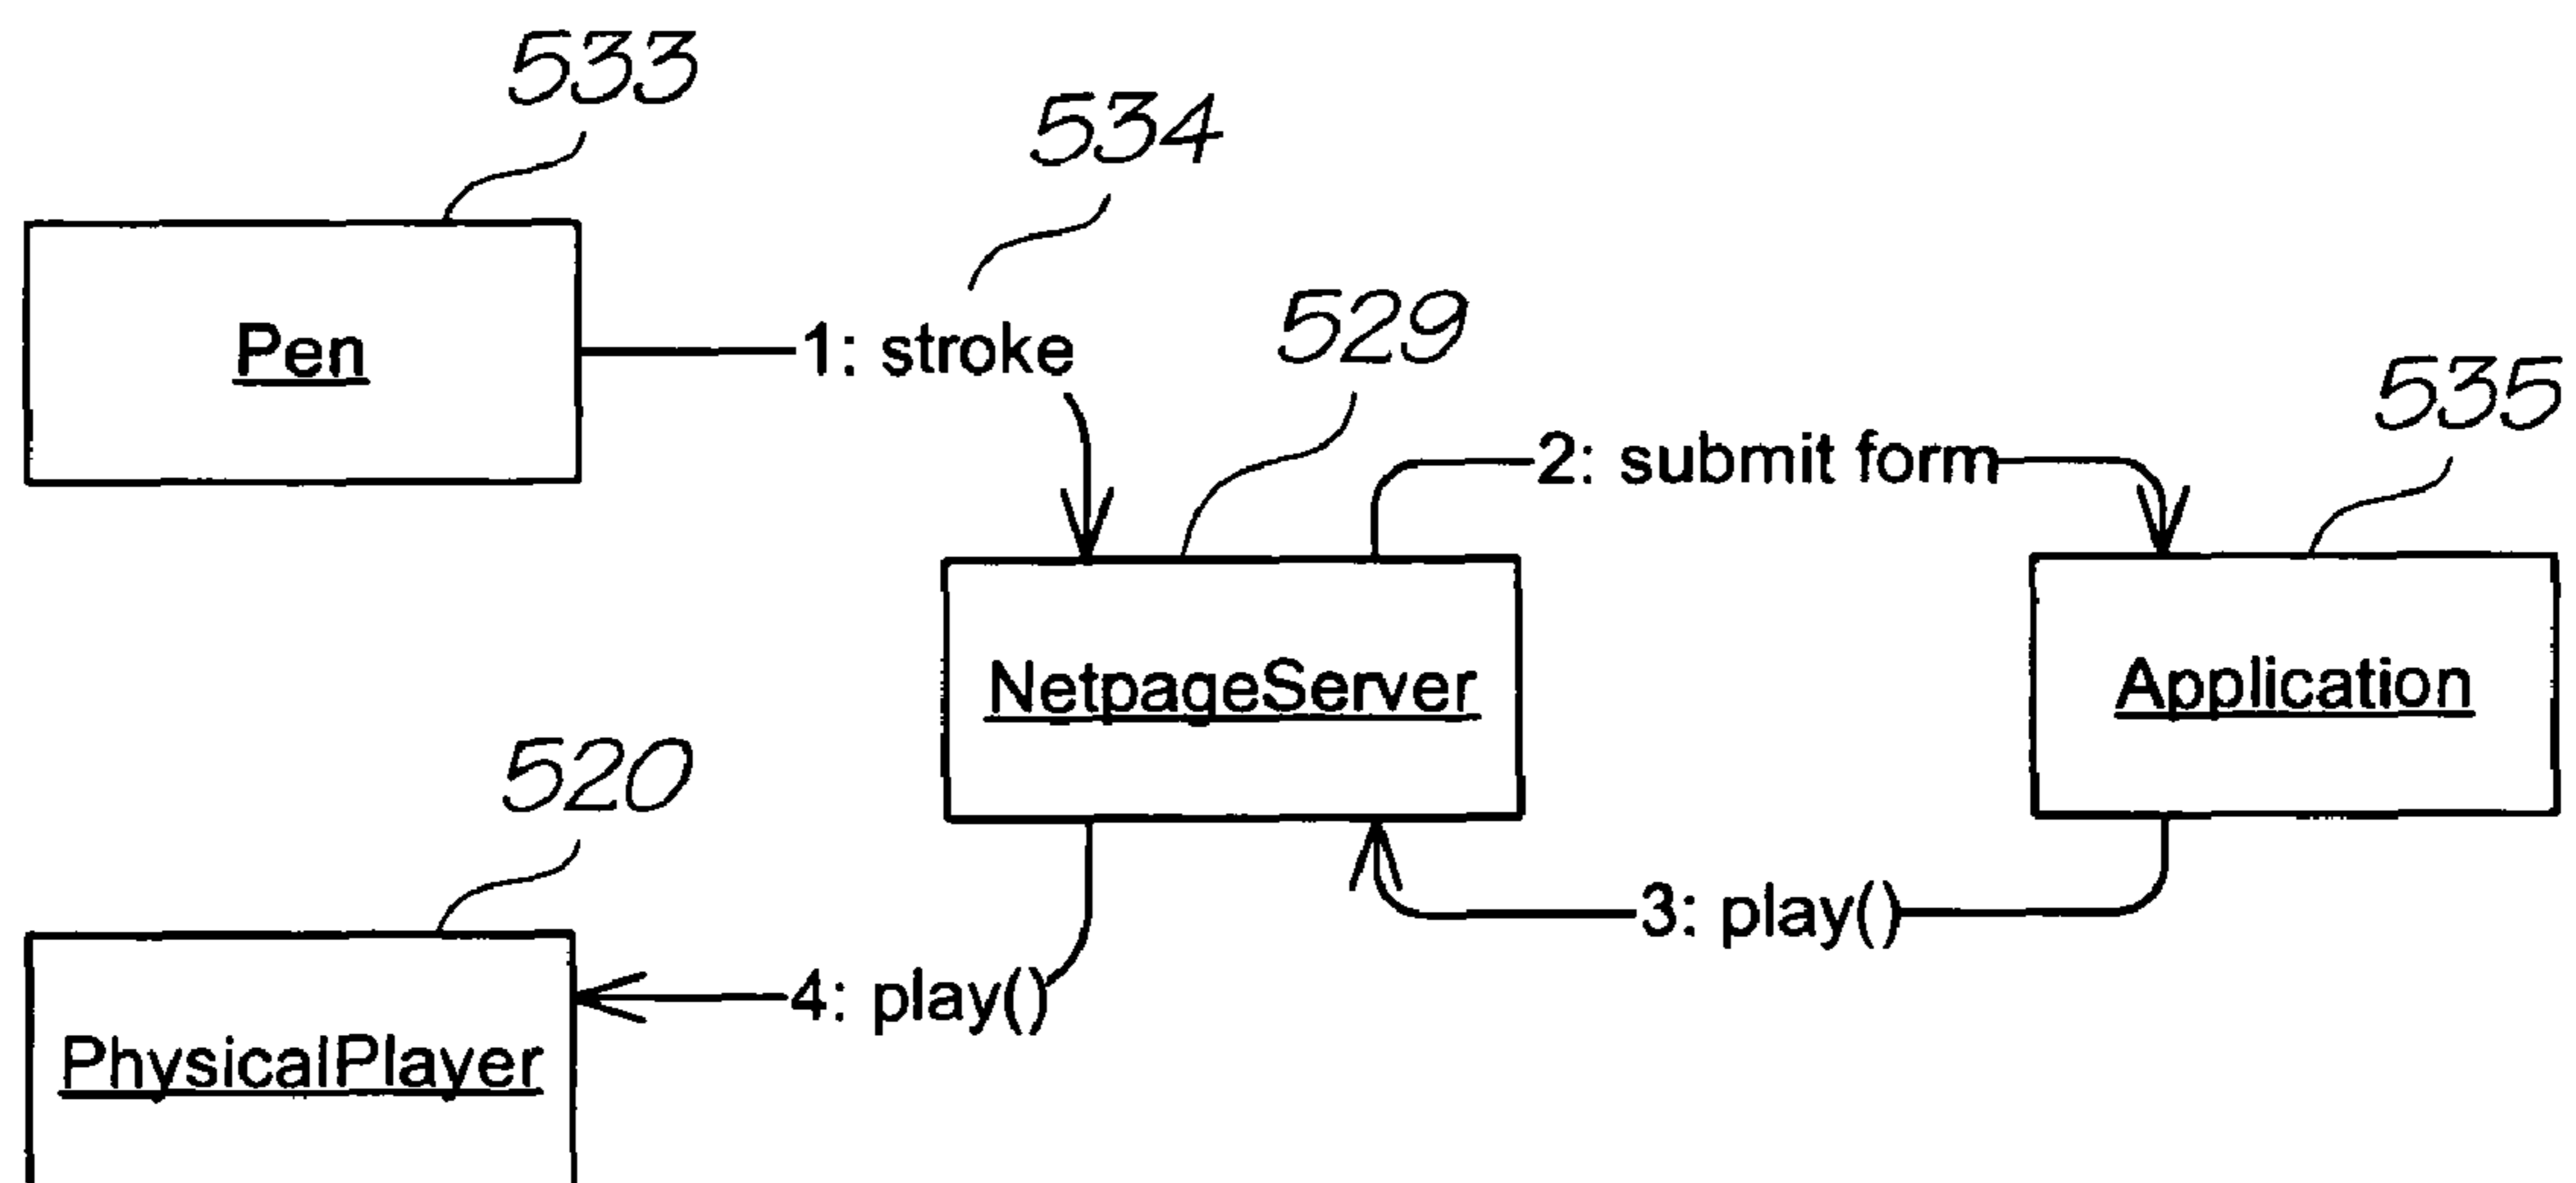 533
534
Pen
1: stroke
529
535
2: submit form
NetpageServer
Application
520
3: play()
4: play()
PhysicalPlayer